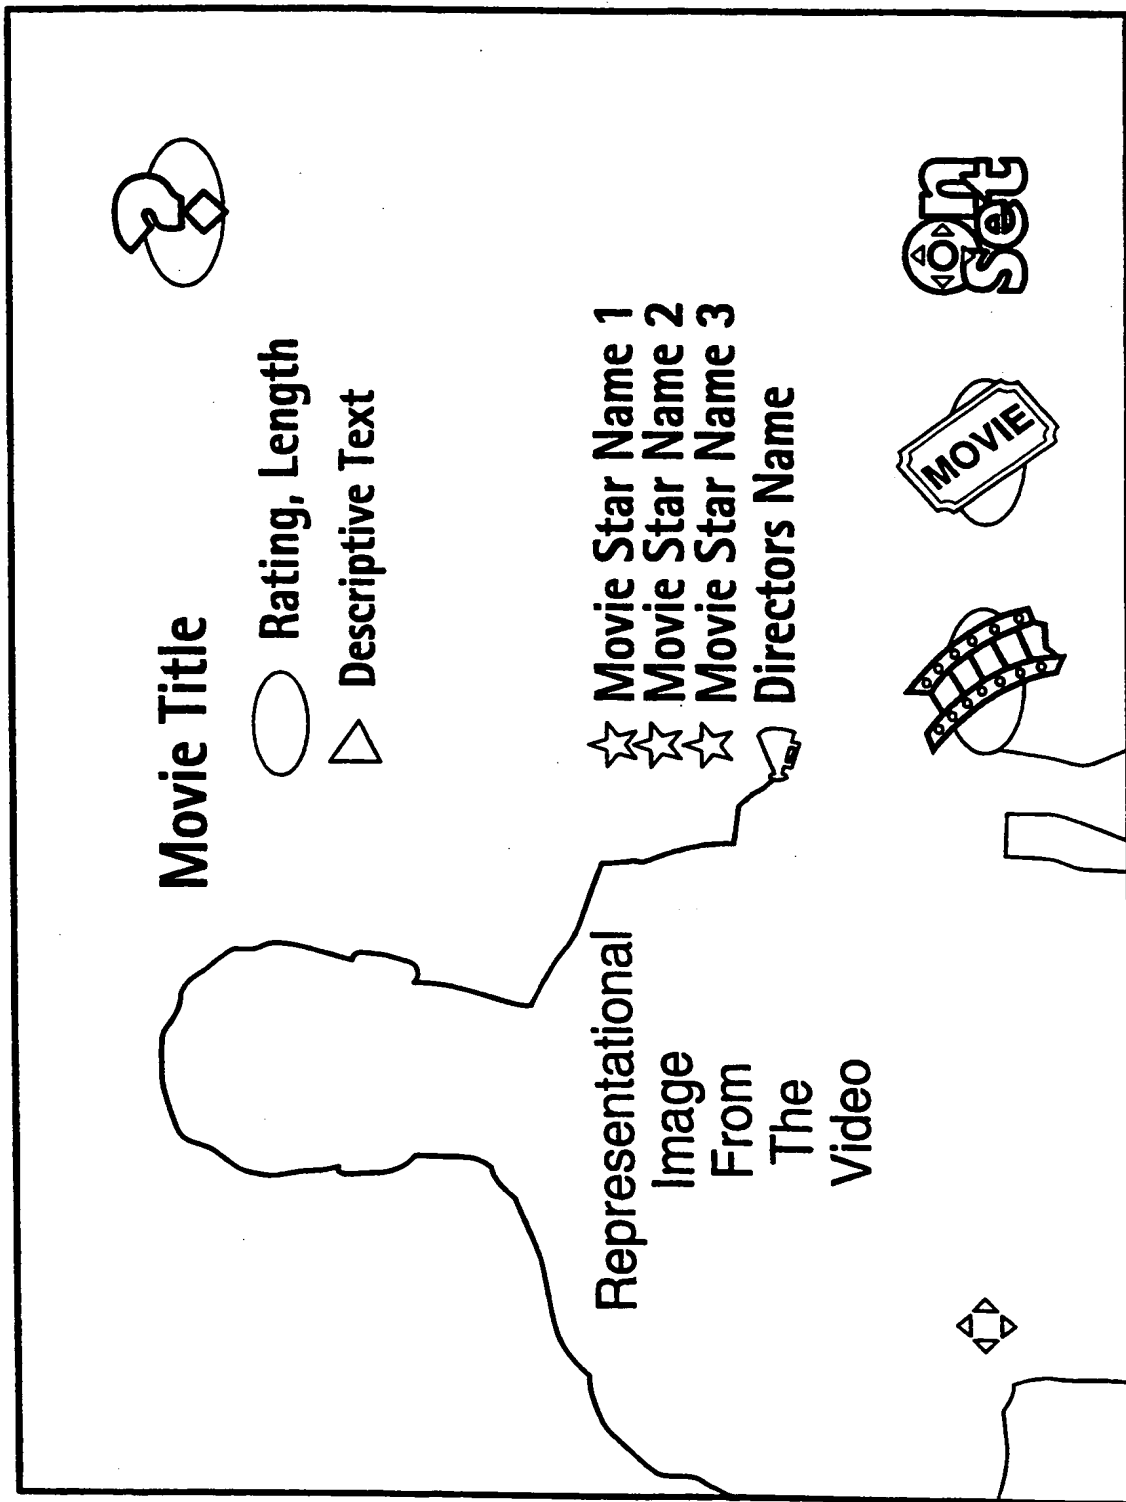 Movie Title
Rating, Length
Descriptive Text
Representational
Image
From
The
Video
Movie Star Name 1
Movie Star Name 2
Movie Star Name 3
Directors Name
MOVIE
on
set